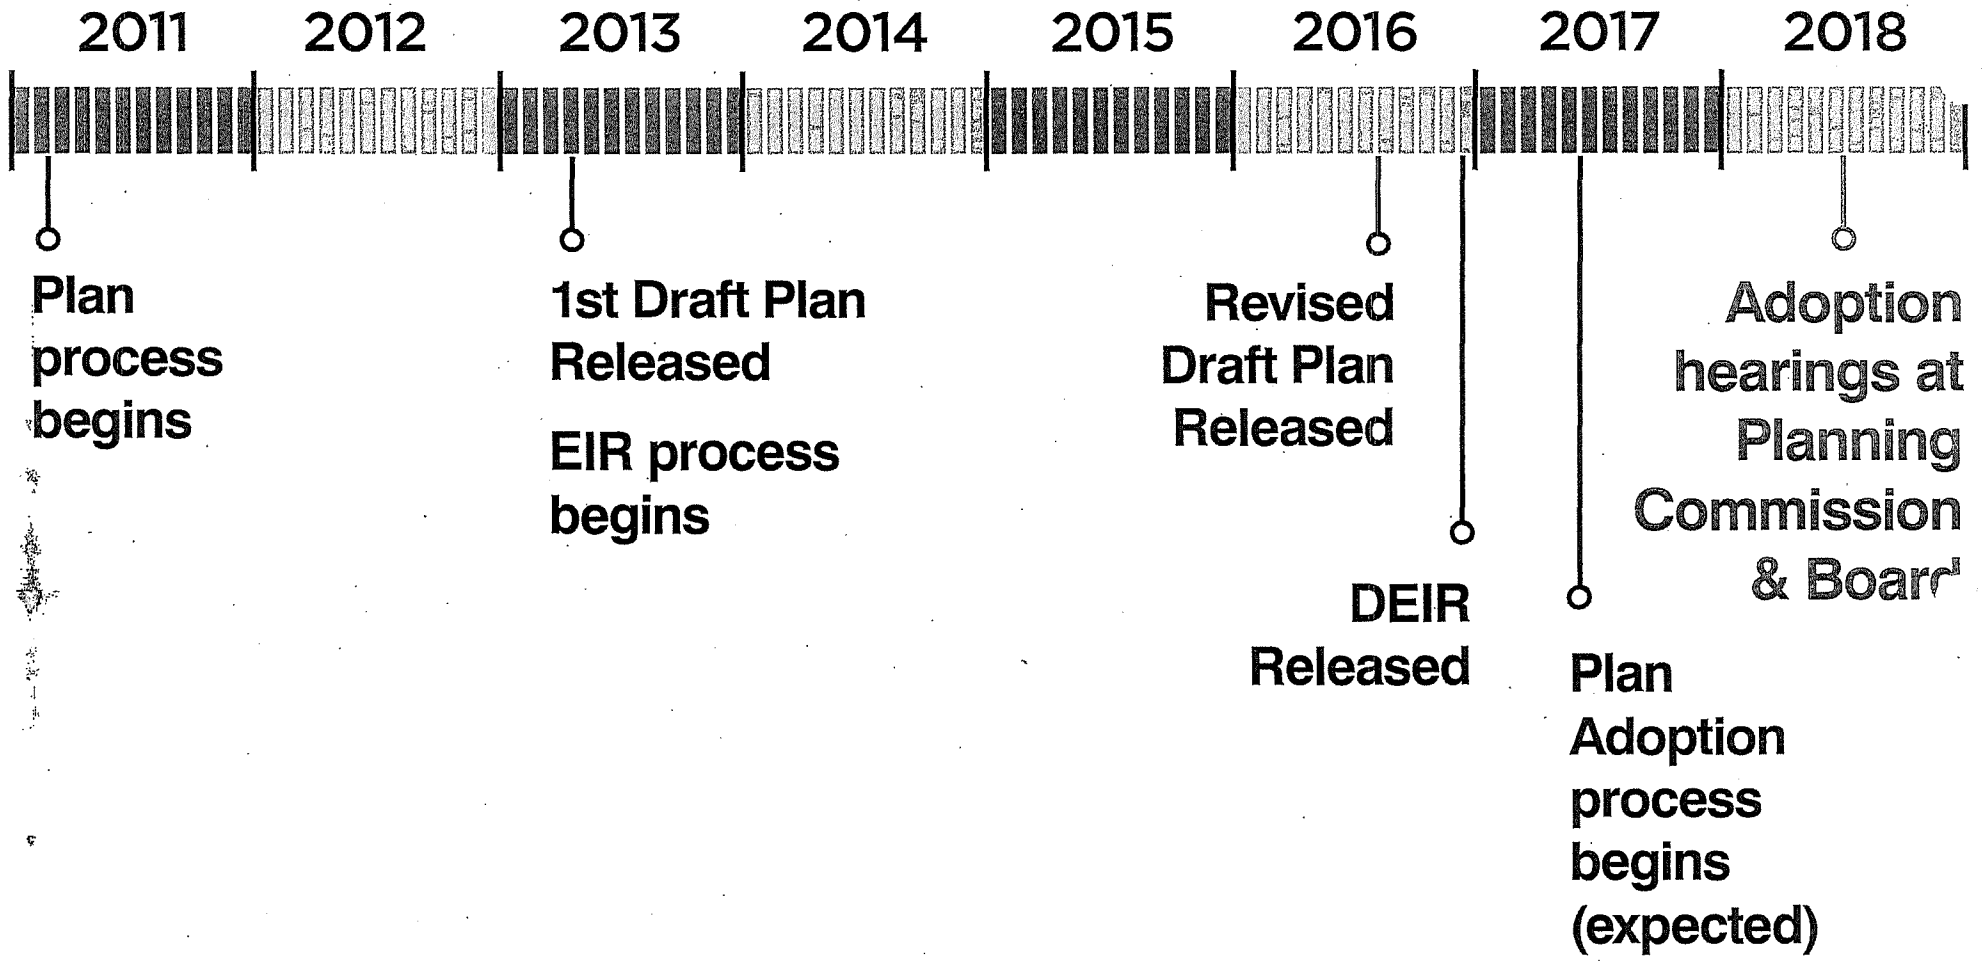 2011 2012 2013 2014 2015 2016 2017 2018
Plan
process
begins
1st Draft Plan
Released
EIR process
begins
Revised
Draft Plan
Released
DEIR
Released
Plan
Adoption
process
begins
(expected)
Adoption
hearings at
Planning
Commission
& Board